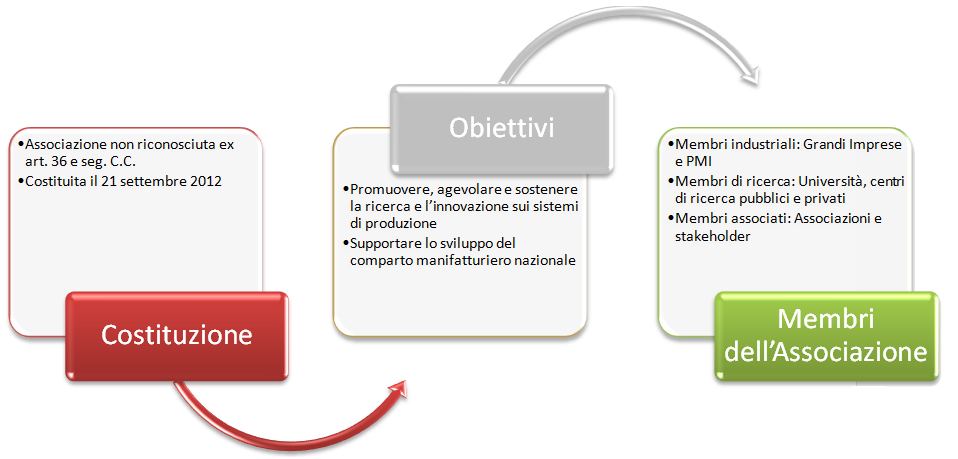 •Associazione non riconosciuta ex
art. 36 e seg. C.C.
•Costituita il 21 settembre 2012
Costituzione
Obiettivi
•Promuovere, agevolare e sostenere
la ricerca e l’innovazione sui sistemi
di produzione
•Supportare lo sviluppo del
comparto manifatturiero nazionale
•Membri industriali: Grandi Imprese
e PMI
•Membri di ricerca: Università, centri
di ricerca pubblici e privati
•Membri associati: Associazioni e
stakeholder
Membri
dell’Associazione